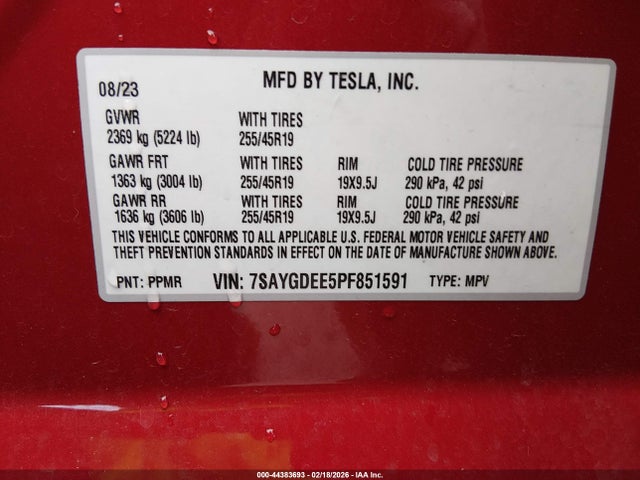 08/23 MFD BY TESLA, INC.
GVWR WITH TIRES
2369 kg (5224 lb) 255/45R19
GAWR FRT WITH TIRES RIM COLD TIRE PRESSURE
1363 kg (3004 lb) 255/45R19 19X9.5J 290 kPa, 42 psi
GAWR RR WITH TIRES RIM COLD TIRE PRESSURE
1636 kg (3606 lb) 255/45R19 19X9.5J 290 kPa, 42 psi
THIS VEHICLE CONFORMS TO ALL APPLICABLE U.S. FEDERAL MOTOR VEHICLE SAFETY AND
THEFT PREVENTION STANDARDS IN EFFECT ON THE DATE OF MANUFACTURE SHOWN ABOVE.
PNT: PPMR VIN: 7SAYGDEE5PF851591 TYPE: MPV
000-44383693 - 02/18/2026 - IAA Inc.